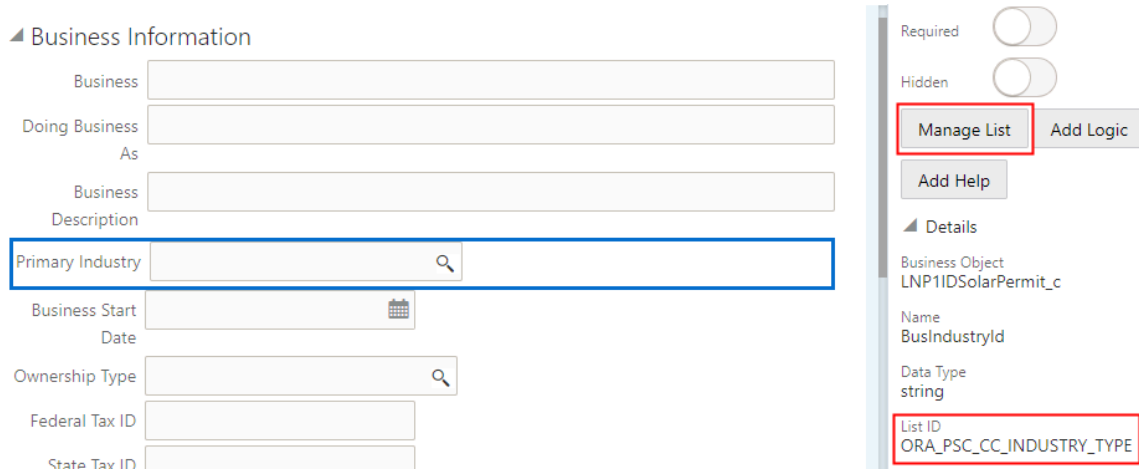 Business Information
Business
Doing Business
As
Business
Description
Primary Industry
Business Start
Date
Ownership Type
Federal Tax ID
State Tax ID
Required
Hidden
Manage List
Add Logic
Add Help
Details
Business Object
LNP1IDSolarPermit_c
Name
BusIndustryId
Data Type
string
List ID
ORA_PSC_CC_INDUSTRY_TYPE